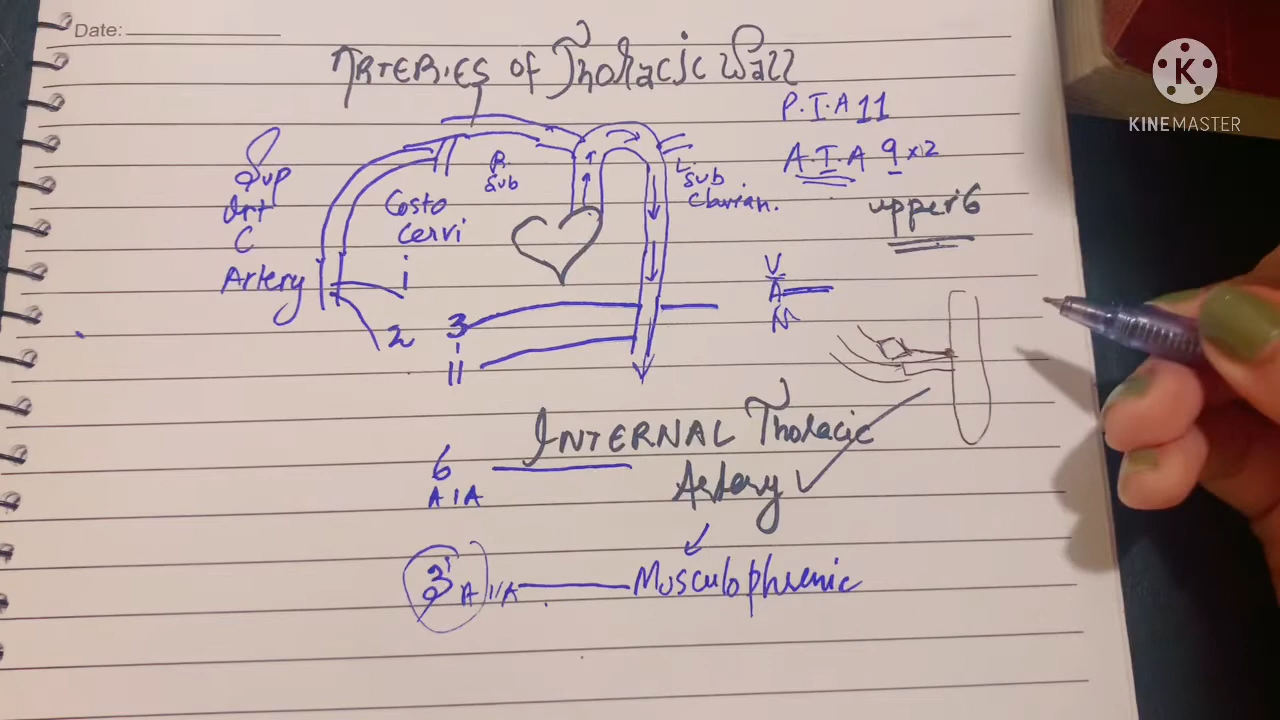 Date:
ARTERIES of Thoracic Wall
K
KINEMASTER
P.I.A 11
A.I.A 9 x12
upper 6
R.
Sub
L.
Sub
Clavian.
Sup
Int
C
Artery
Costo
Cervi
1
2
3
11
V
A
N
INTERNAL Thoracic
Artery
6
A I A
3
A I A
Musculophrenic